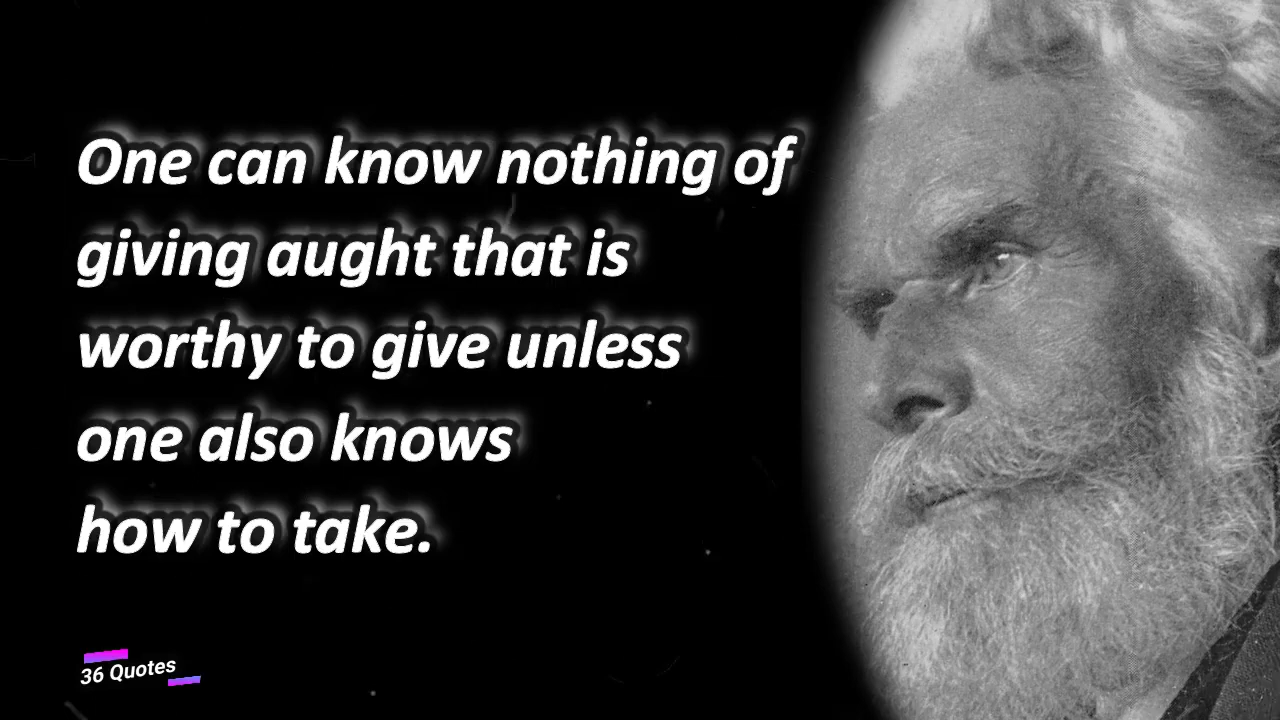 One can know nothing of
giving aught that is
worthy to give unless
one also knows
how to take.
36 Quotes